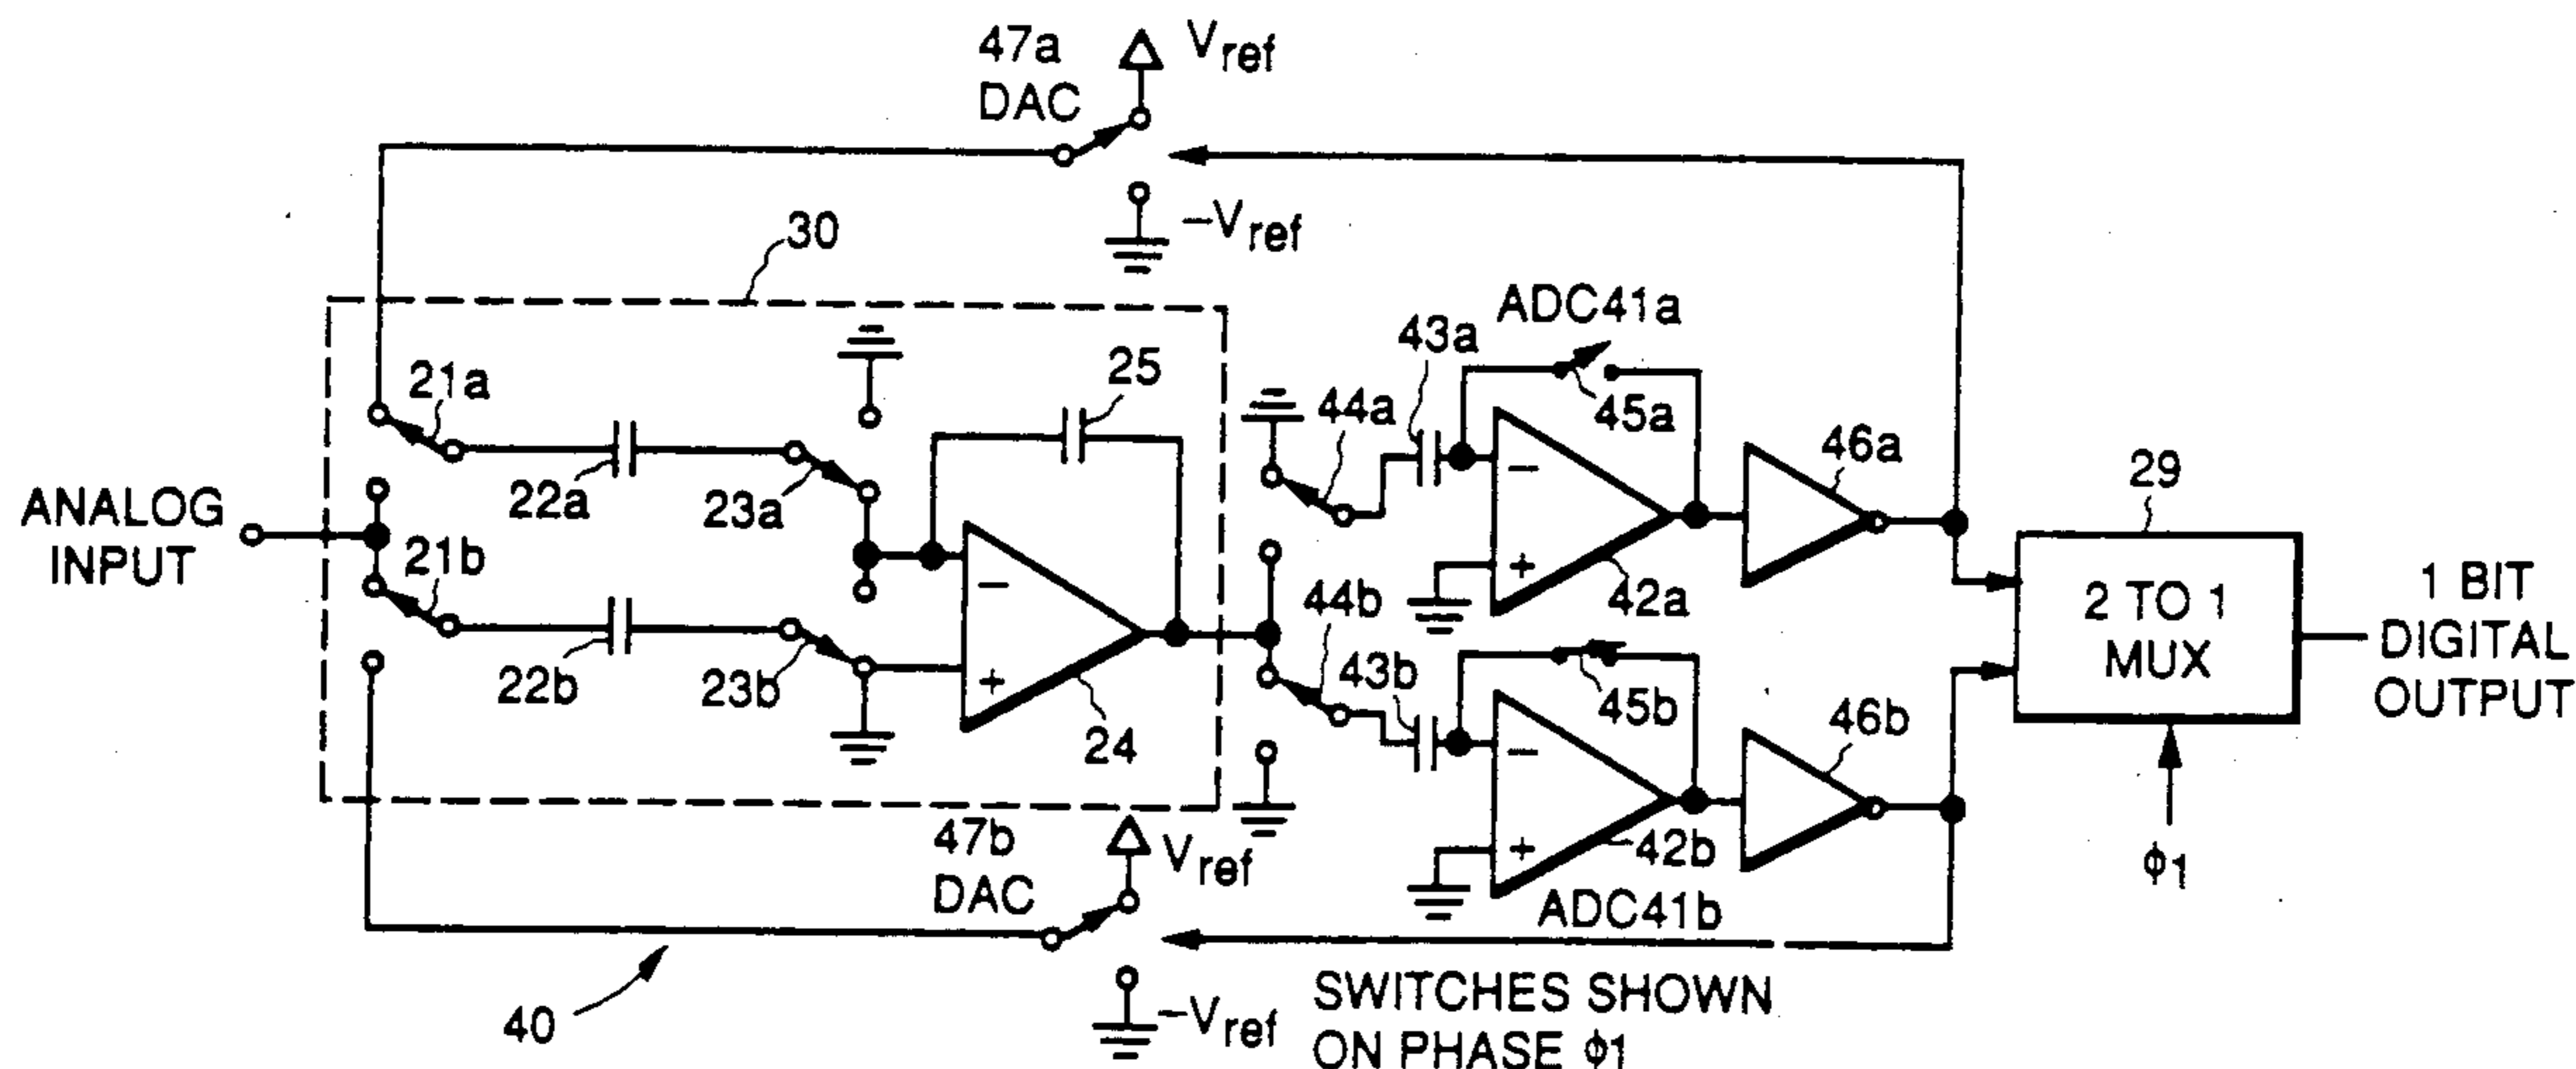 47a
DAC
Vref
-Vref
30
ADC41a
43a
25
21a
44a
45a
46a
29
22a
23a
ANALOG
INPUT
21b
44b
42a
2 TO 1
MUX
1 BIT
DIGITAL
OUTPUT
22b
23b
43b
45b
24
46b
47b
DAC
Vref
42b
ϕ1
ADC41b
-Vref
40
SWITCHES SHOWN
ON PHASE ϕ1